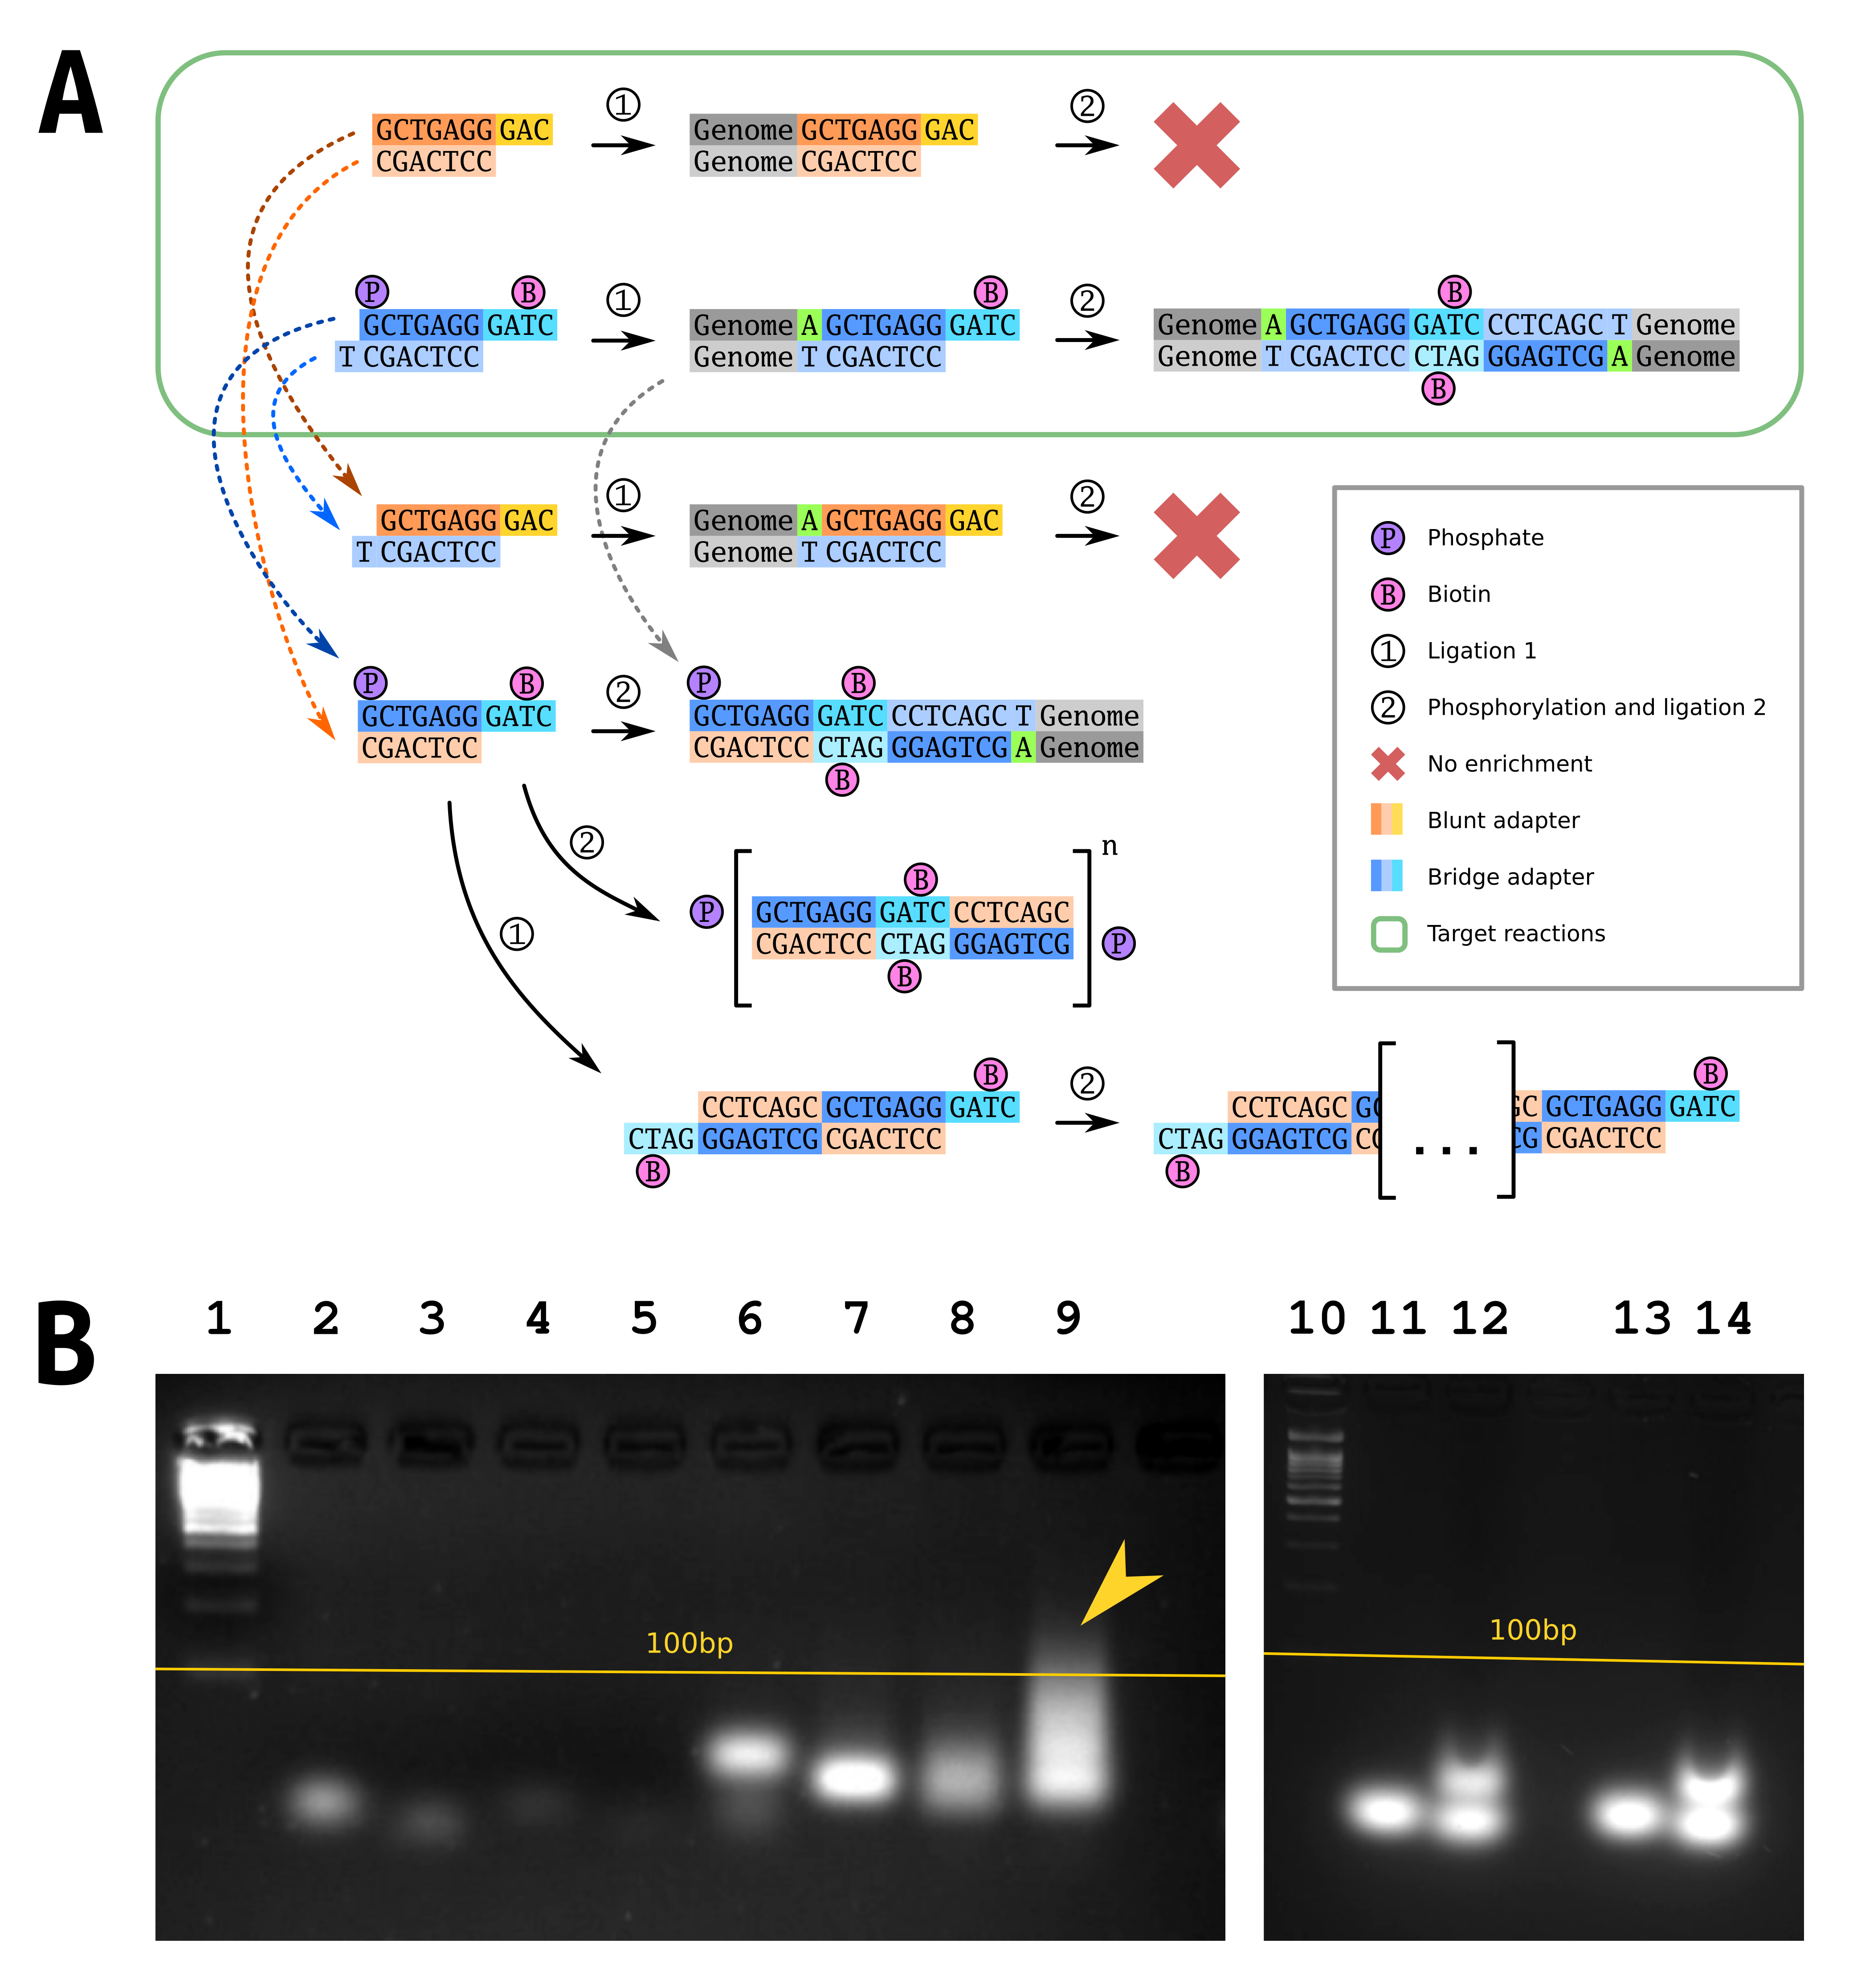 A
① ②
GCTGAGG GAC Genome GCTGAGG GAC
CGACTCC Genome CGACTCC
P B ① B ② B
GCTGAGG GATC Genome A GCTGAGG GATC Genome A GCTGAGG GATC CCTCAGC T Genome
T CGACTCC Genome T CGACTCC Genome T CGACTCC CTAG GGAGTCG A Genome
B
① ②
GCTGAGG GAC Genome A GCTGAGG GAC
T CGACTCC Genome T CGACTCC
P B ② P B
GCTGAGG GATC GCTGAGG GATC CCTCAGC T Genome
CGACTCC CGACTCC CTAG GGAGTCG A Genome
B
② n
B
P GCTGAGG GATC CCTCAGC
CGACTCC CTAG GGAGTCG P
B
①
B ② B
CCTCAGC GCTGAGG GATC CCTCAGC GC GC GCTGAGG GATC
CTAG GGAGTCG CGACTCC CTAG GGAGTCG CG ... CG CGACTCC
B B
P Phosphate
B Biotin
① Ligation 1
② Phosphorylation and ligation 2
No enrichment
Blunt adapter
Bridge adapter
Target reactions
B
1 2 3 4 5 6 7 8 9 10 11 12 13 14
100bp 100bp